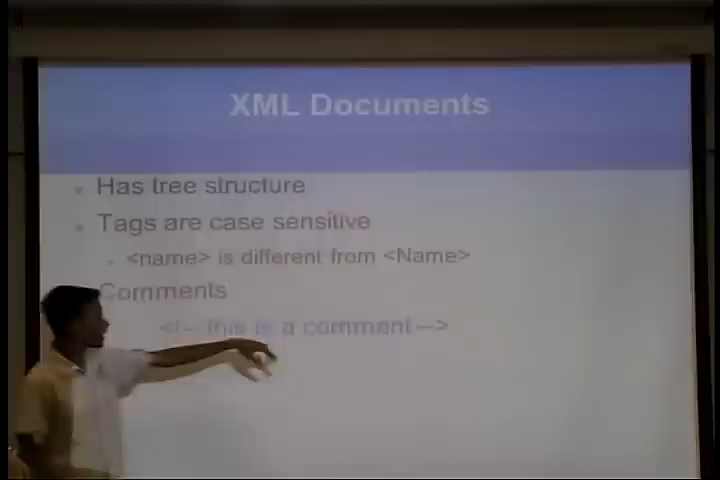 XML Documents
Has tree structure
Tags are case sensitive
<name> is different from <Name>
Comments
<!-- this is a comment -->